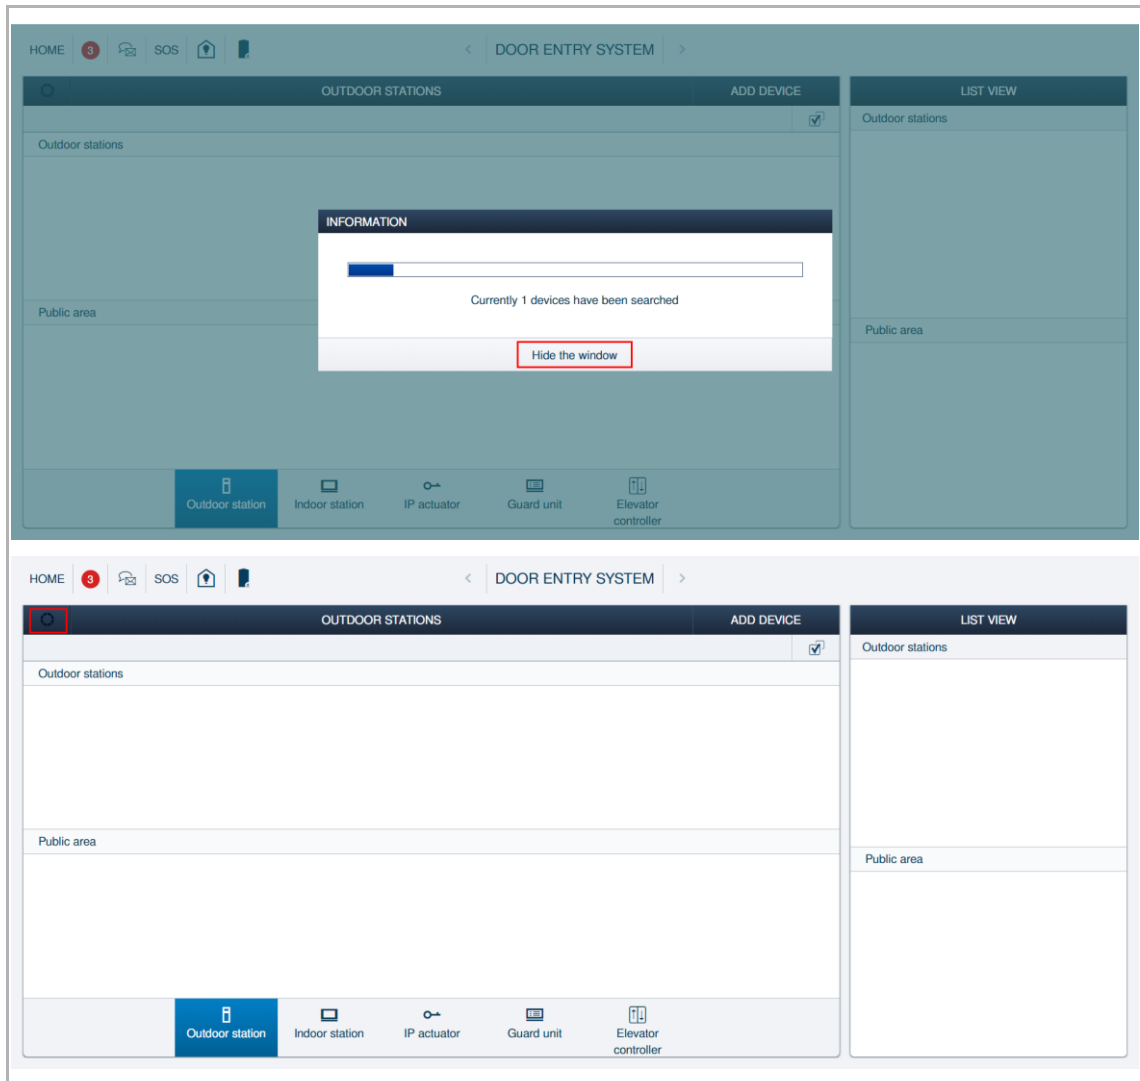 HOME 3 SOS < DOOR ENTRY SYSTEM >
OUTDOOR STATIONS ADD DEVICE LIST VIEW
Outdoor stations
Outdoor stations
INFORMATION
Currently 1 devices have been searched
Public area
Public area
Hide the window
Outdoor station Indoor station IP actuator Guard unit Elevator
controller
HOME 3 SOS < DOOR ENTRY SYSTEM >
OUTDOOR STATIONS ADD DEVICE LIST VIEW
Outdoor stations
Outdoor stations
Public area
Public area
Outdoor station Indoor station IP actuator Guard unit Elevator
controller